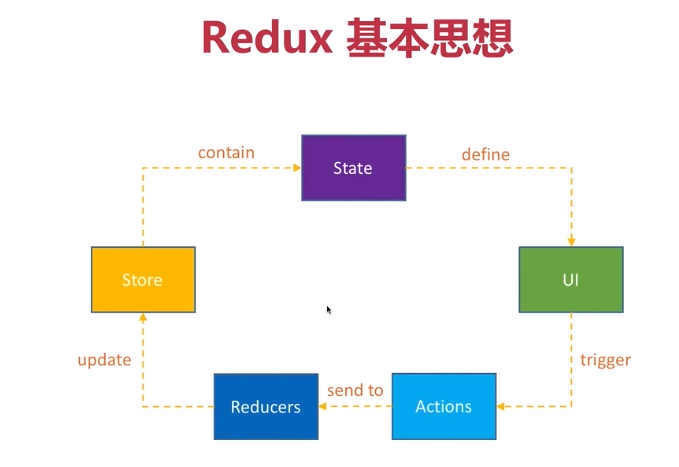 Redux 基本思想
contain
State
define
Store
UI
update
trigger
Reducers
send to
Actions